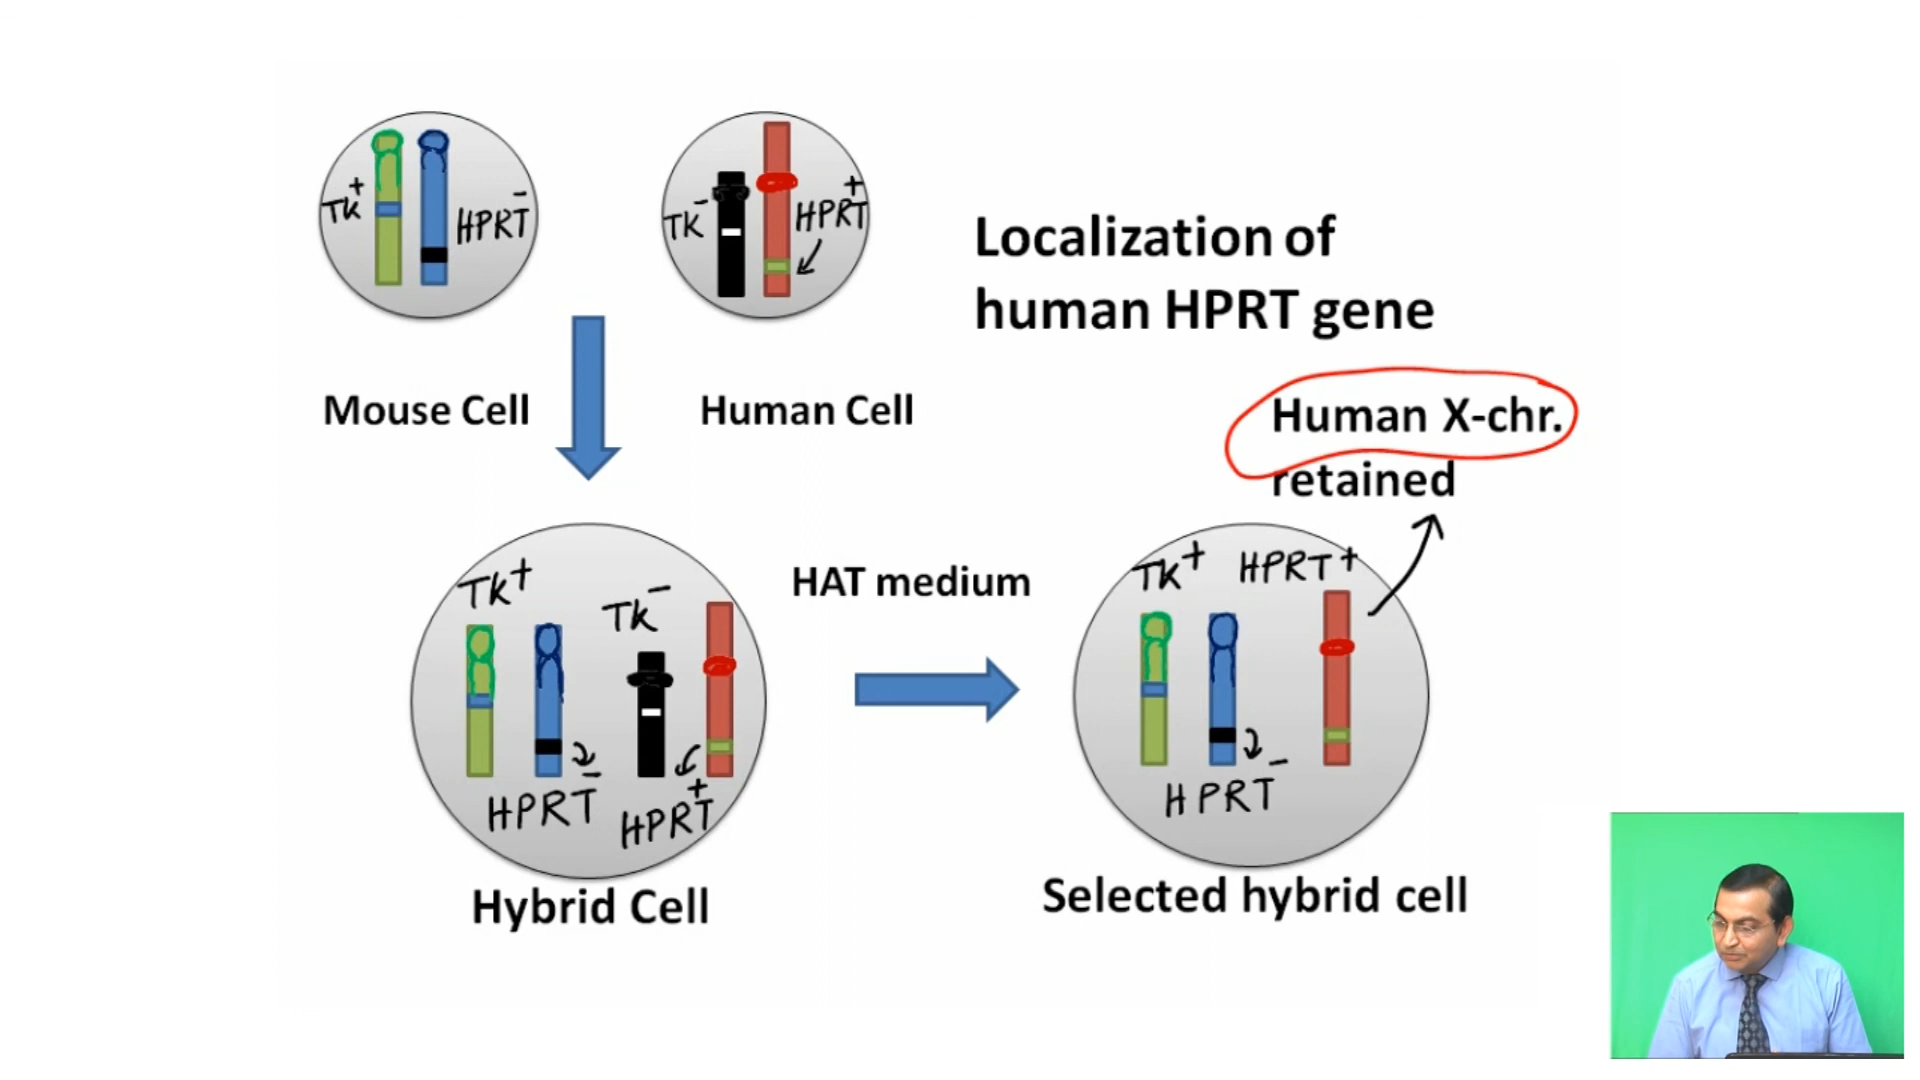 TK+
HPRT-
TK-
HPRT+
Localization of
human HPRT gene
Mouse Cell
Human Cell
Human X-chr.
retained
TK+
TK-
HPRT-
HPRT+
Hybrid Cell
HAT medium
TK+ HPRT+
HPRT-
Selected hybrid cell